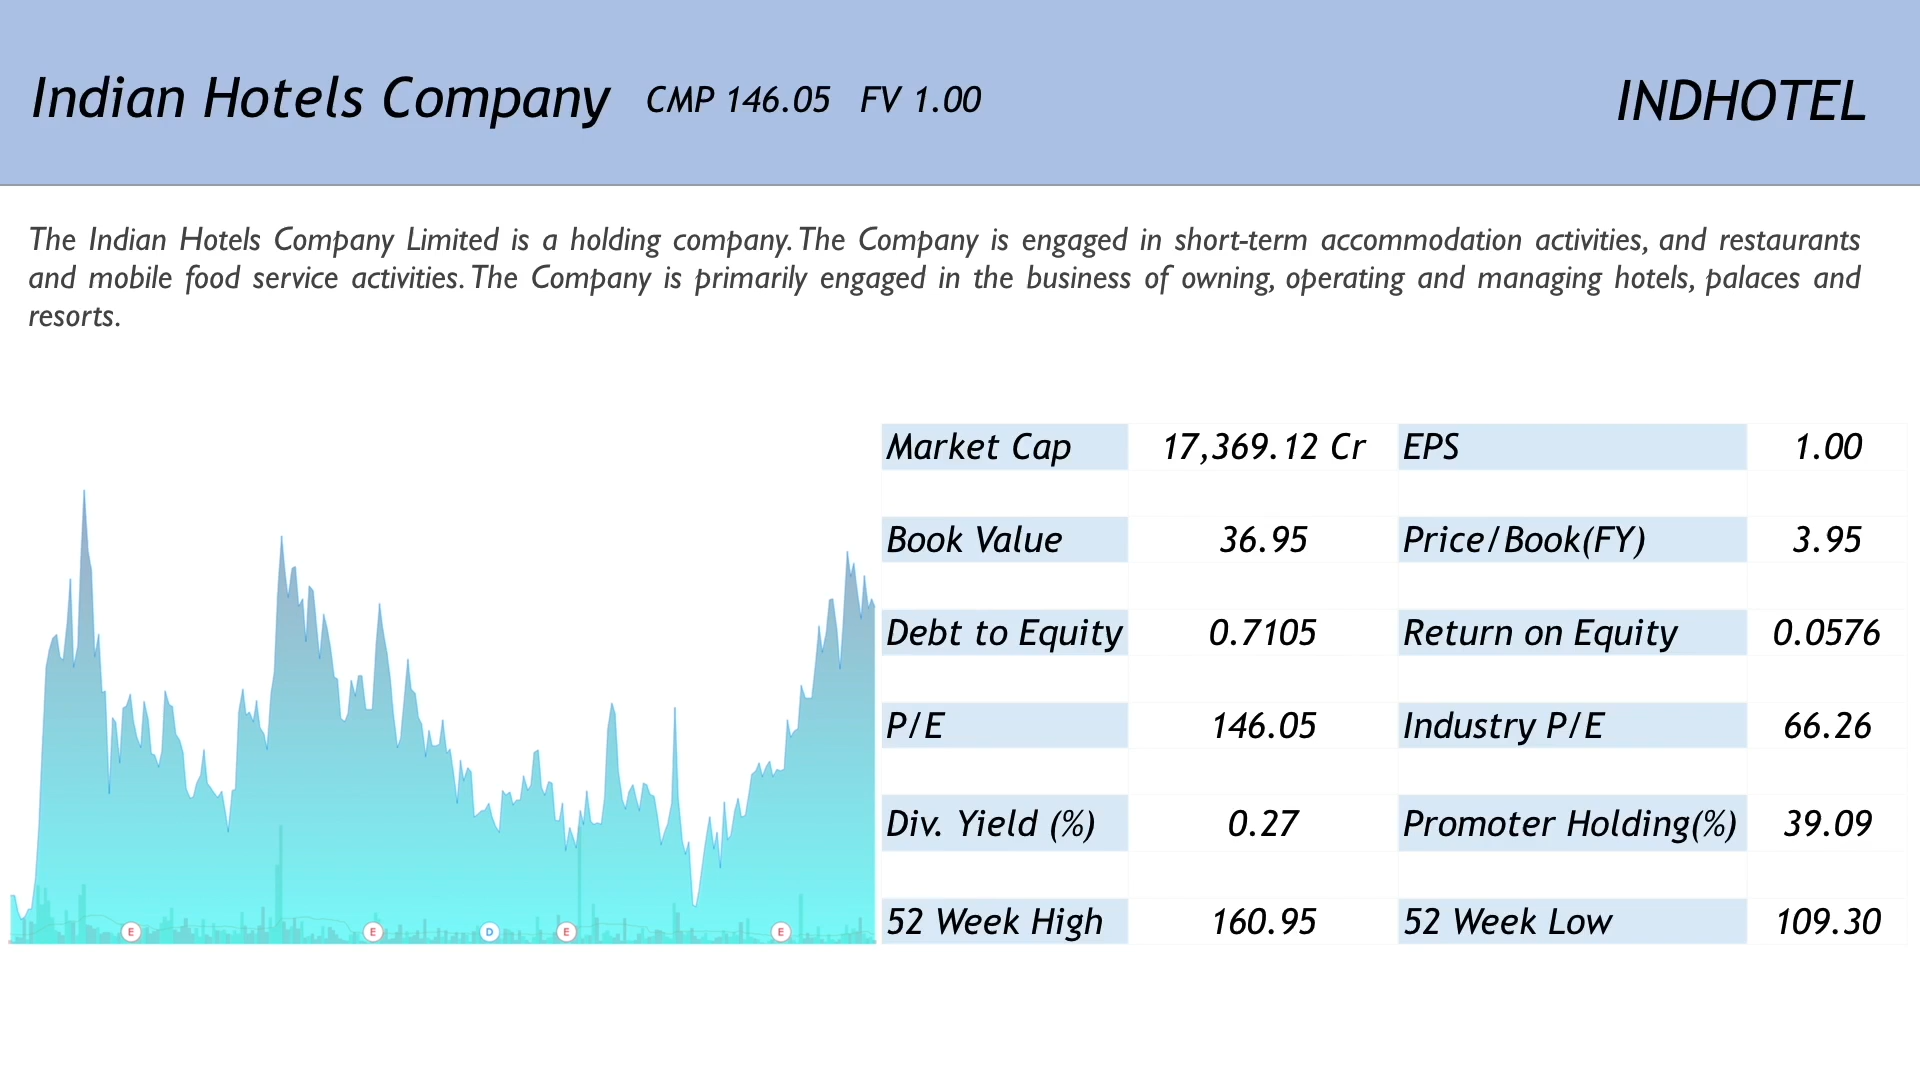 Indian Hotels Company CMP 146.05 FV 1.00 INDHOTEL
The Indian Hotels Company Limited is a holding company. The Company is engaged in short-term accommodation activities, and restaurants
and mobile food service activities. The Company is primarily engaged in the business of owning, operating and managing hotels, palaces and
resorts.
Market Cap 17,369.12 Cr EPS 1.00
Book Value 36.95 Price/Book(FY) 3.95
Debt to Equity 0.7105 Return on Equity 0.0576
P/E 146.05 Industry P/E 66.26
Div. Yield (%) 0.27 Promoter Holding(%) 39.09
52 Week High 160.95 52 Week Low 109.30
E E D E E